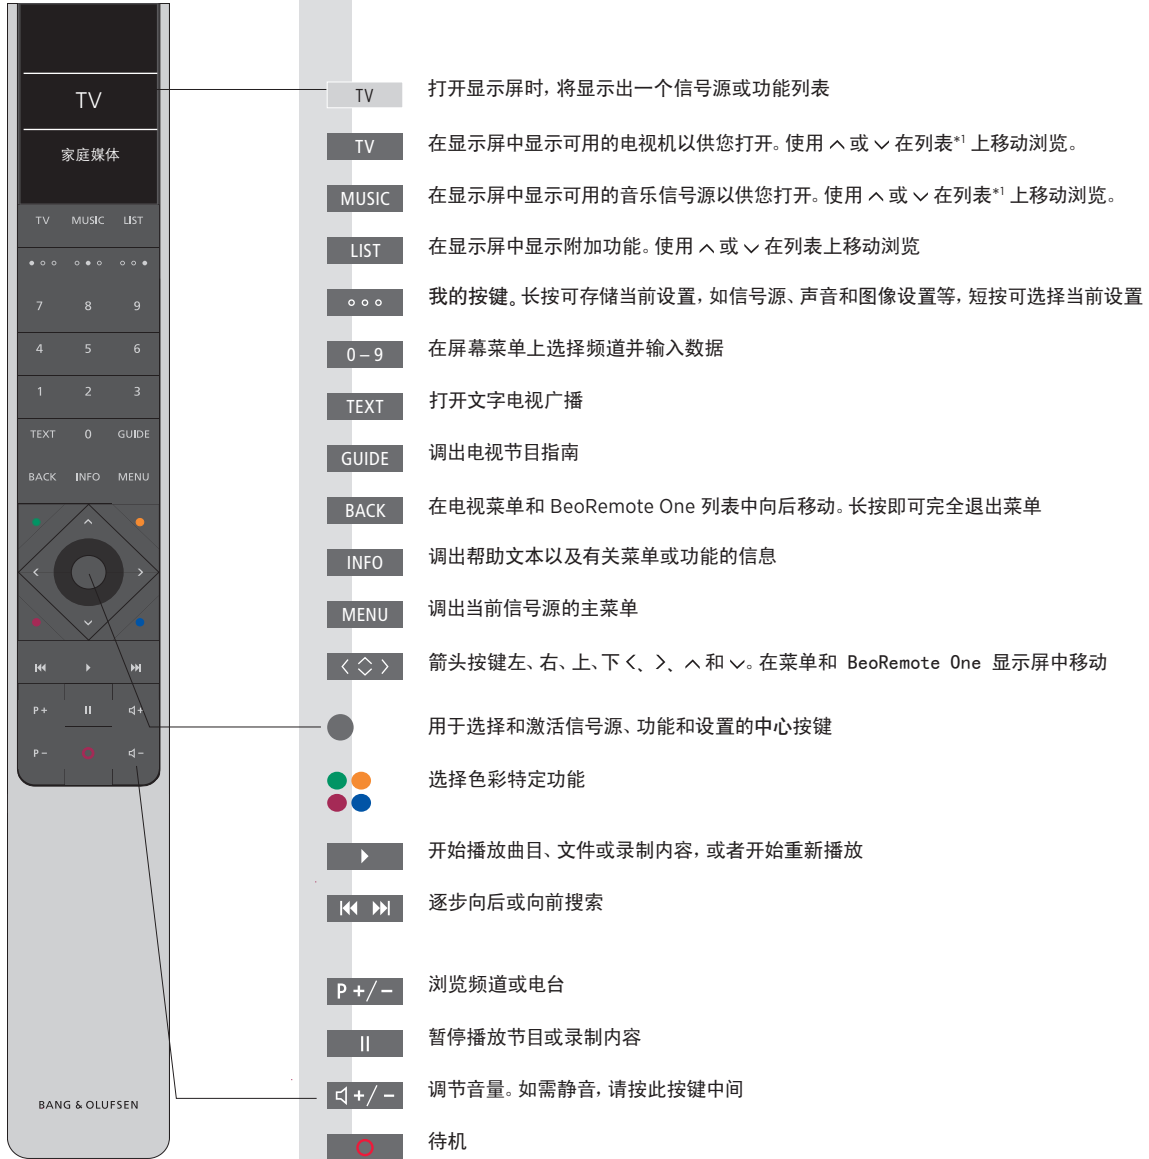 TV
家庭媒体
TV MUSIC LIST
7 8 9
4 5 6
1 2 3
TEXT 0 GUIDE
BACK INFO MENU
P+
P−
BANG & OLUFSEN
TV 打开显示屏时，将显示出一个信号源或功能列表
TV 在显示屏中显示可用的电视机以供您打开。使用 ︿ 或 ﹀ 在列表*1 上移动浏览。
MUSIC 在显示屏中显示可用的音乐信号源以供您打开。使用 ︿ 或 ﹀ 在列表*1 上移动浏览。
LIST 在显示屏中显示附加功能。使用 ︿ 或 ﹀ 在列表上移动浏览
我的按键。长按可存储当前设置，如信号源、声音和图像设置等，短按可选择当前设置
0 – 9 在屏幕菜单上选择频道并输入数据
TEXT 打开文字电视广播
GUIDE 调出电视节目指南
BACK 在电视菜单和 BeoRemote One 列表中向后移动。长按即可完全退出菜单
INFO 调出帮助文本以及有关菜单或功能的信息
MENU 调出当前信号源的主菜单
箭头按键左、右、上、下 〈、〉、︿ 和 ﹀。在菜单和 BeoRemote One 显示屏中移动
用于选择和激活信号源、功能和设置的中心按键
选择色彩特定功能
开始播放曲目、文件或录制内容，或者开始重新播放
逐步向后或向前搜索
P +/− 浏览频道或电台
暂停播放节目或录制内容
+/− 调节音量。如需静音，请按此按键中间
待机